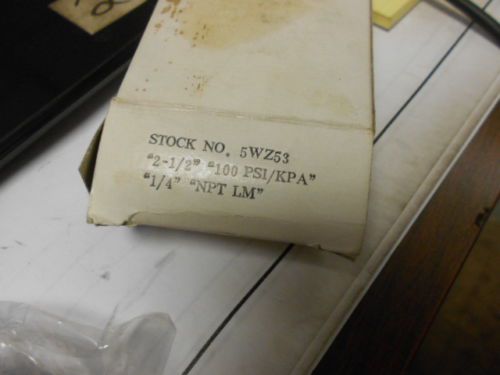 STOCK NO. 5WZ53
"2-1/2" "100 PSI/KPA"
"1/4" "NPT LM"